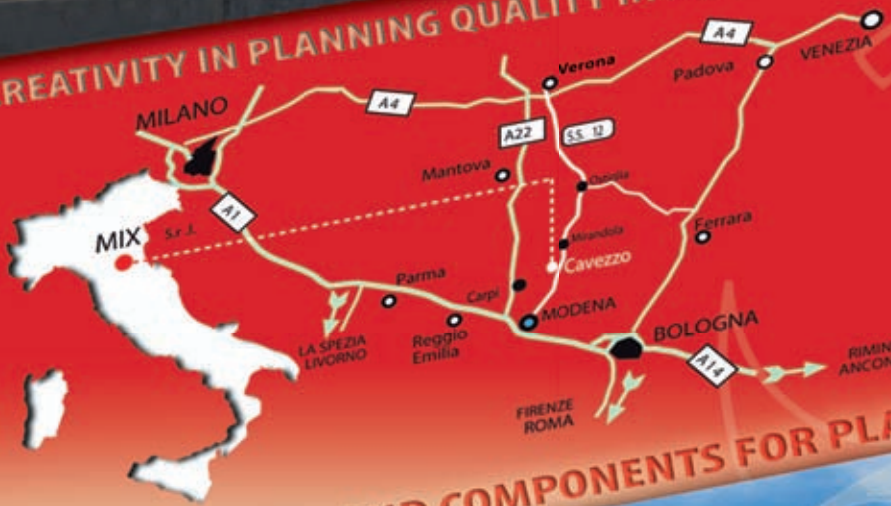 REATIVITY IN PLANNING QUALITY
A4
VENEZIA
Verona
Padova
MILANO
A4
A22
S.S. 12
Mantova
Ostiglia
A1
MIX S.r.l.
Ferrara
Mirandola
Cavezzo
Parma
Carpi
MODENA
Reggio
Emilia
BOLOGNA
LA SPEZIA
LIVORNO
A14
RIMIN
ANCON
FIRENZE
ROMA
COMPONENTS FOR PLA